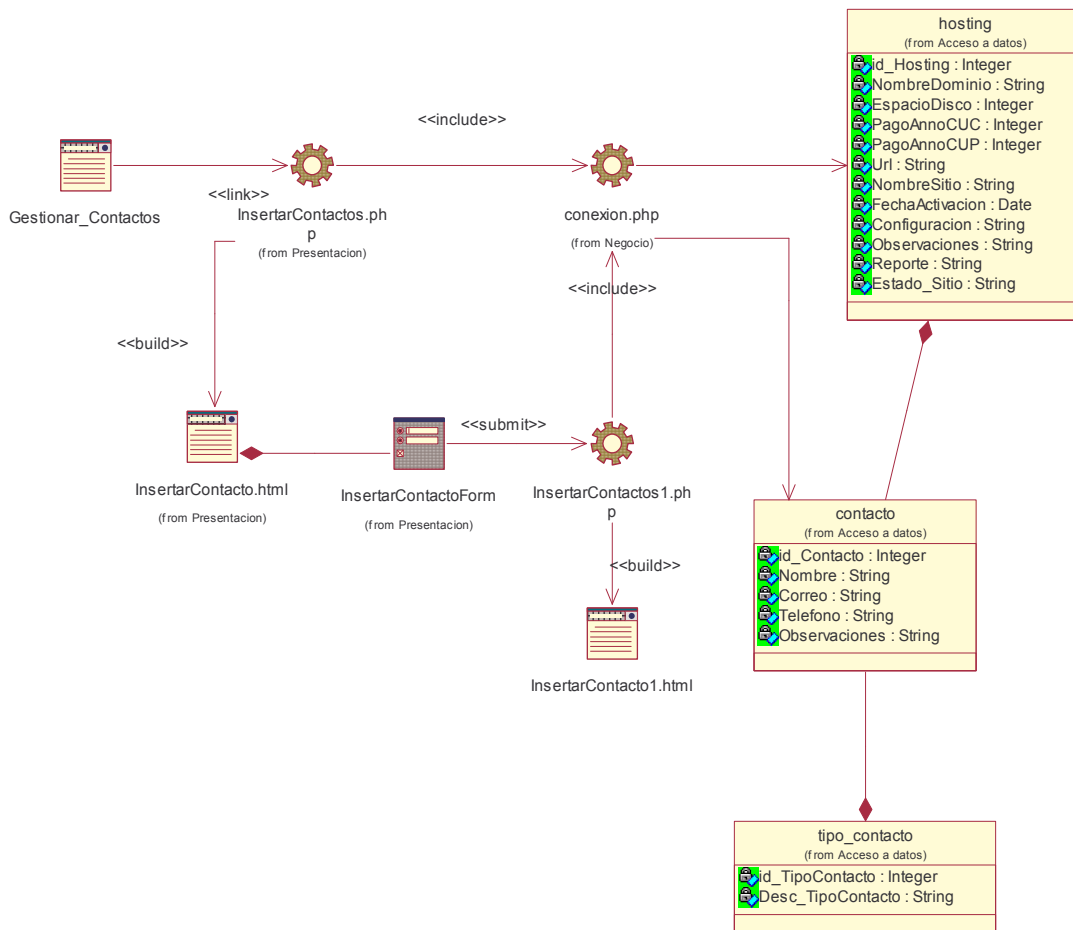 hosting
(from Acceso a datos)
id_Hosting : Integer
NombreDominio : String
EspacioDisco : Integer
PagoAnnoCUC : Integer
PagoAnnoCUP : Integer
Url : String
NombreSitio : String
FechaActivacion : Date
Configuracion : String
Observaciones : String
Reporte : String
Estado_Sitio : String
<<include>>
<<link>>
Gestionar_Contactos
InsertarContactos.ph
p
(from Presentacion)
conexion.php
(from Negocio)
<<include>>
<<build>>
<<submit>>
InsertarContacto.html
(from Presentacion)
InsertarContactoForm
(from Presentacion)
InsertarContactos1.ph
p
<<build>>
InsertarContacto1.html
contacto
(from Acceso a datos)
id_Contacto : Integer
Nombre : String
Correo : String
Telefono : String
Observaciones : String
tipo_contacto
(from Acceso a datos)
id_TipoContacto : Integer
Desc_TipoContacto : String